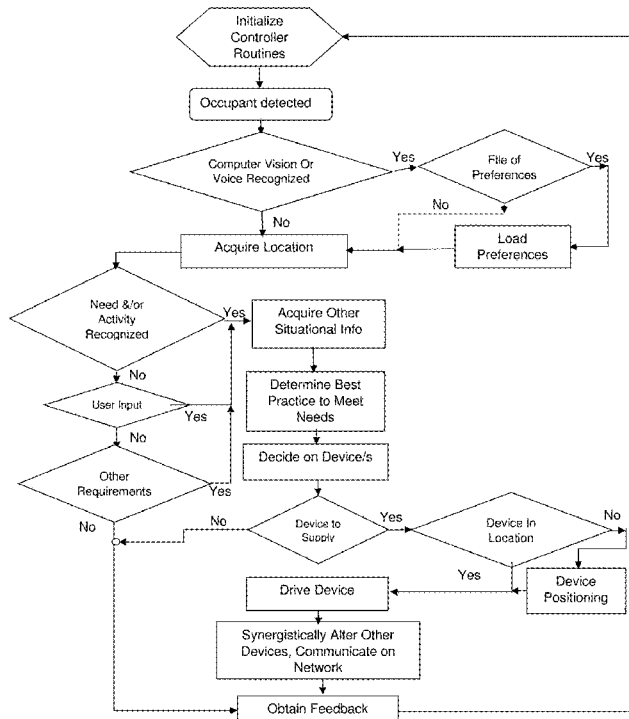 Initialize
Controller
Routines
Occupant detected
Computer Vision Or
Voice Recognized
Yes
File of
Preferences
Yes
No
No
Acquire Location
Load
Preferences
Need &/or
Activity
Recognized
Yes
Acquire Other
Situational Info
No
Determine Best
Practice to Meet
Needs
User Input
Yes
No
Decide on Device/s
Other
Requirements
Yes
No
No
Device to
Supply
Yes
Device In
Location
No
Yes
Drive Device
Device
Positioning
Synergistically Alter Other
Devices, Communicate on
Network
Obtain Feedback